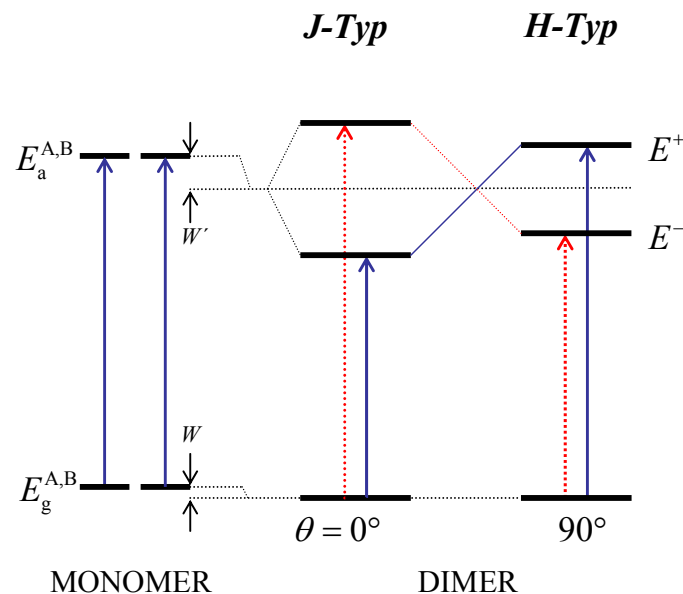 J-Typ H-Typ
E_a^{A,B}
E^+
W´
E^-
W
E_g^{A,B}
θ = 0° 90°
MONOMER DIMER